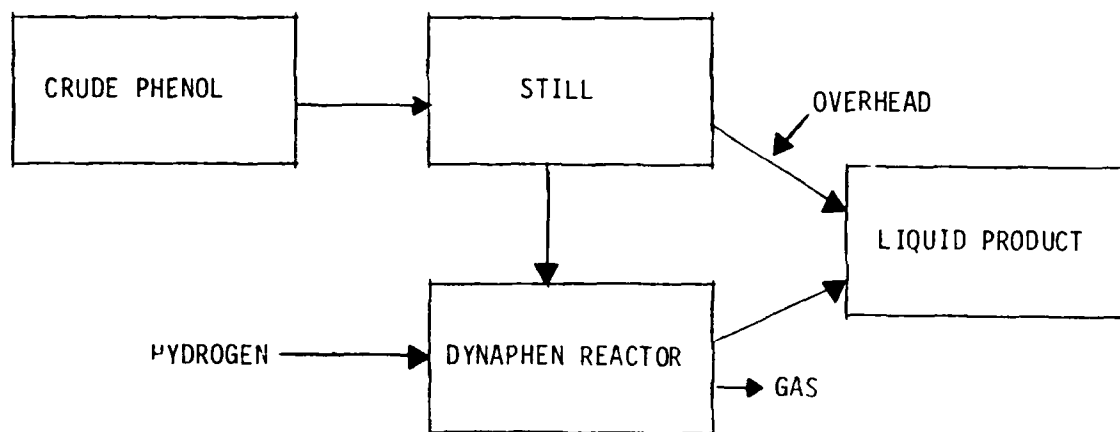 CRUDE PHENOL
STILL
OVERHEAD
LIQUID PRODUCT
HYDROGEN
DYNAPHEN REACTOR
GAS